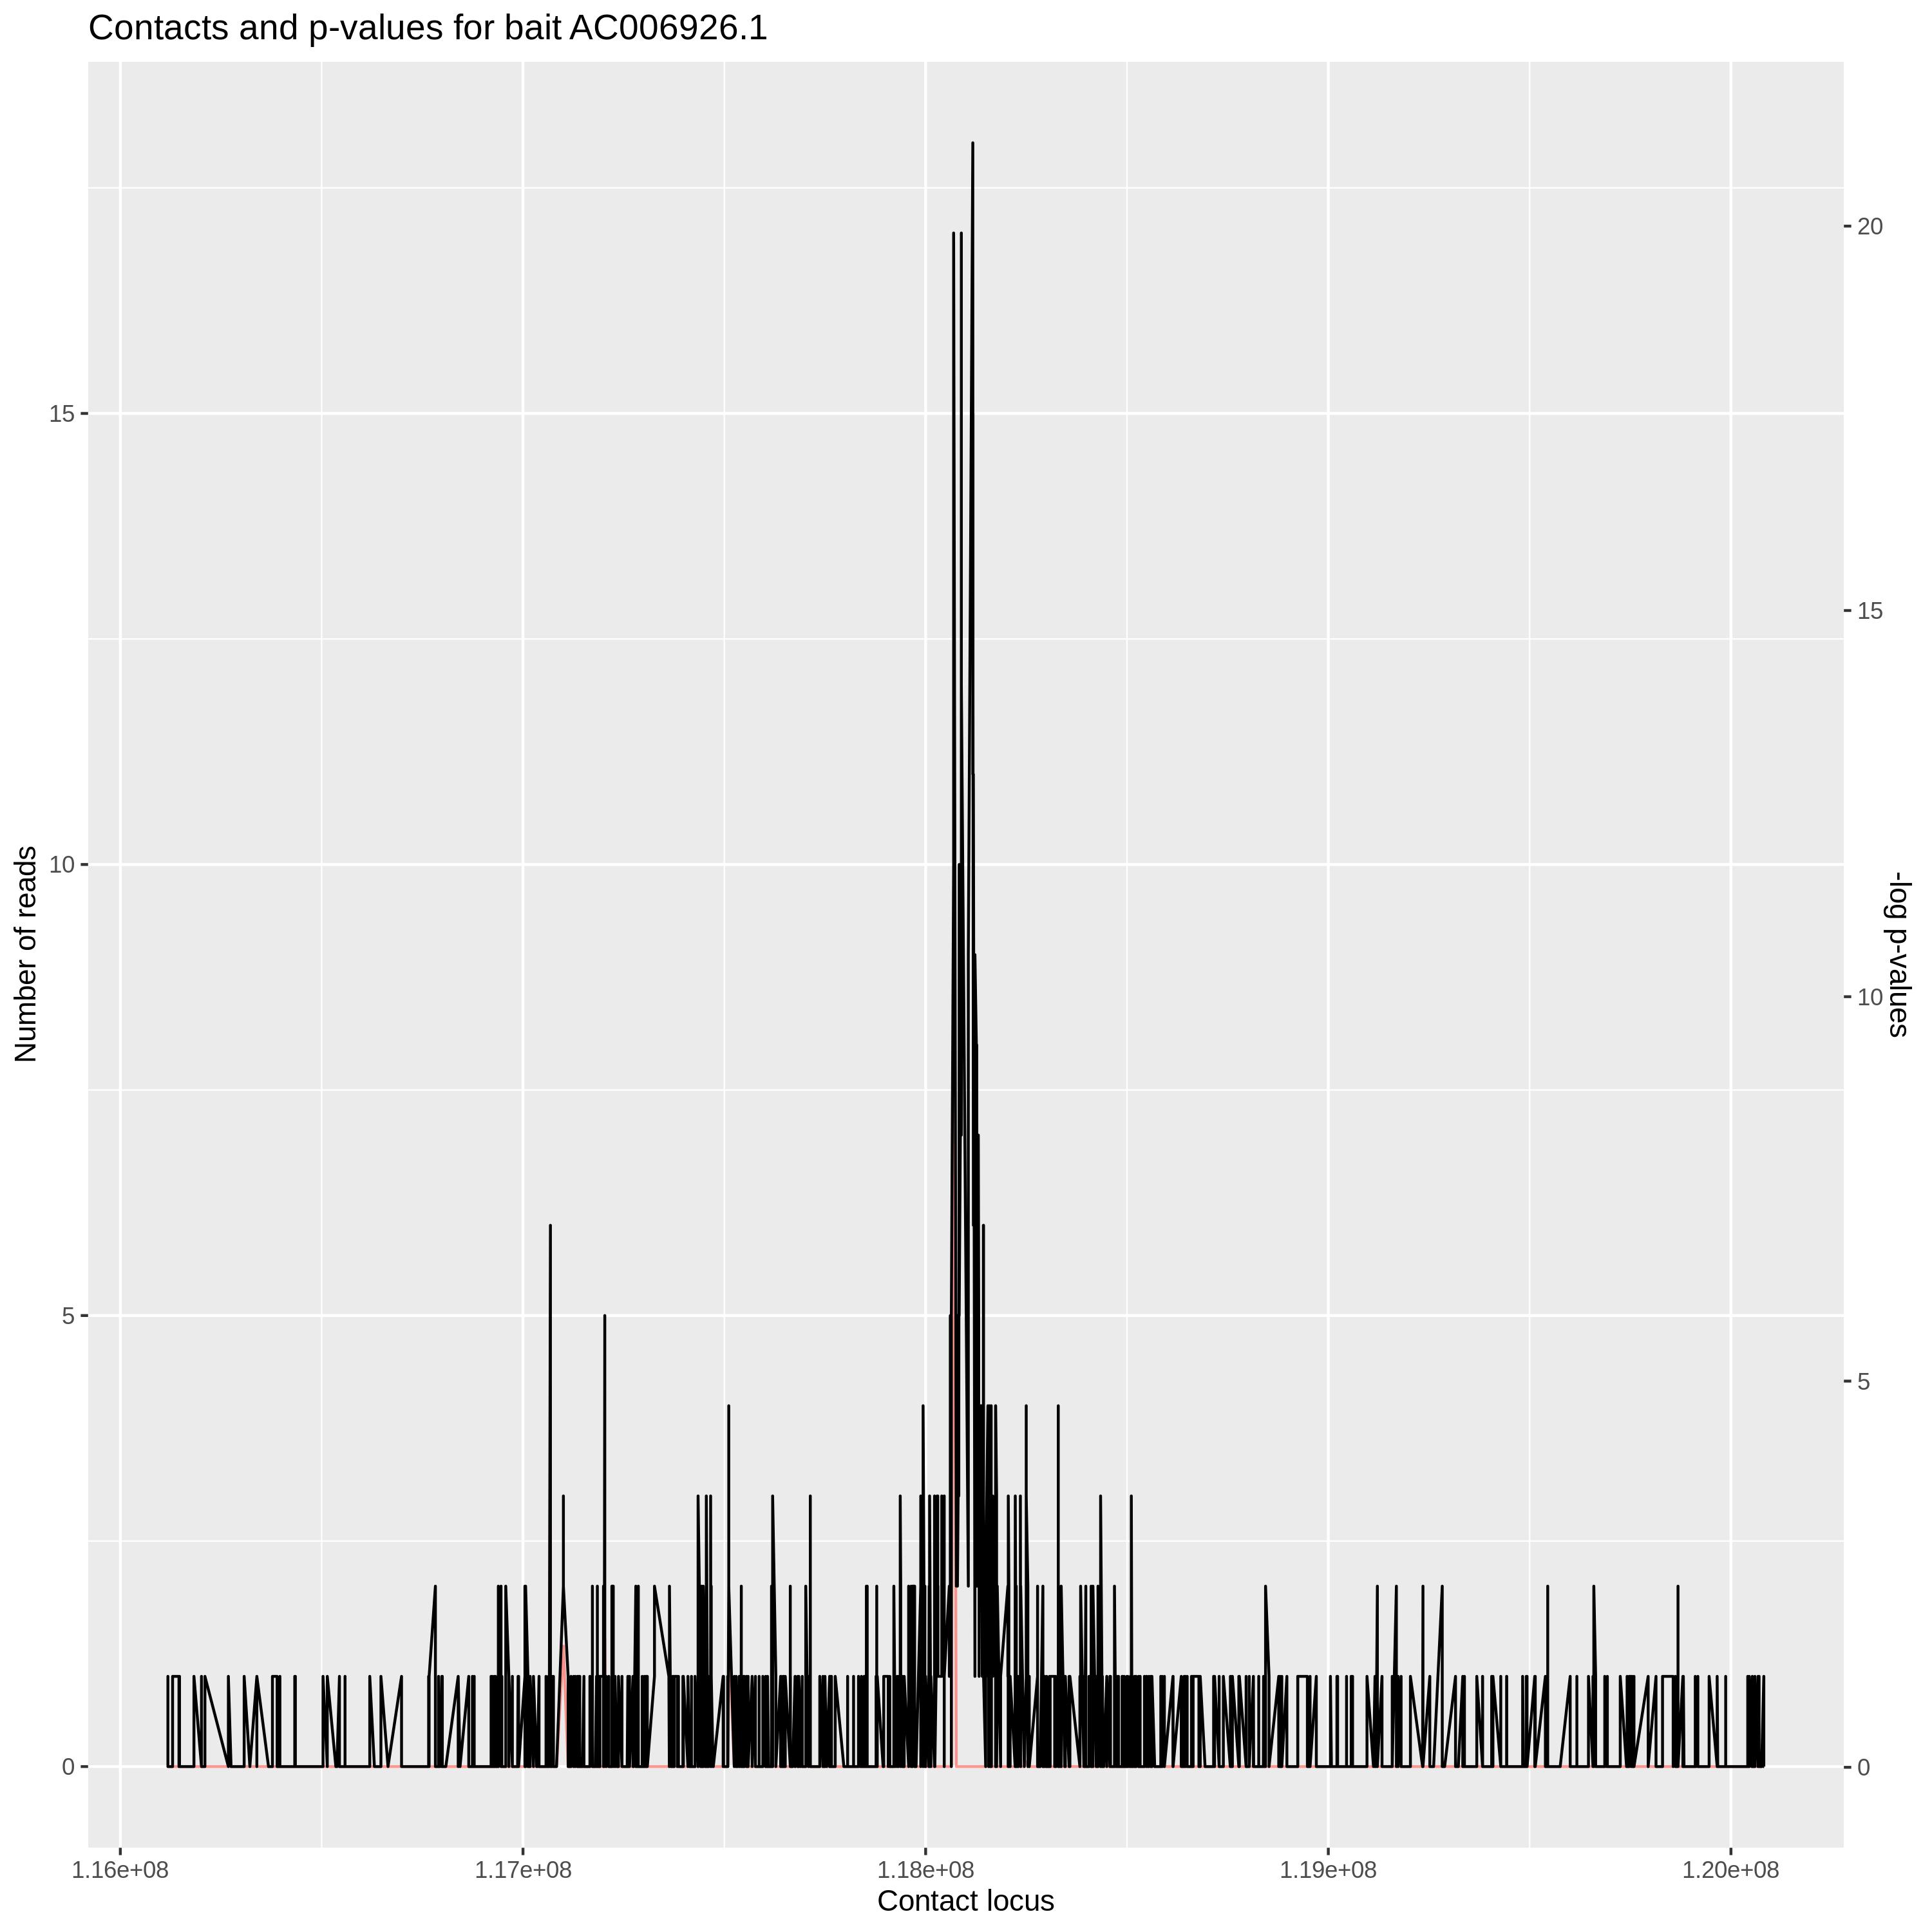 Contacts and p-values for bait AC006926.1
Number of reads
15
10
5
0
20
15
10
5
0
-log p-values
1.16e+08 1.17e+08 1.18e+08 1.19e+08 1.20e+08
Contact locus